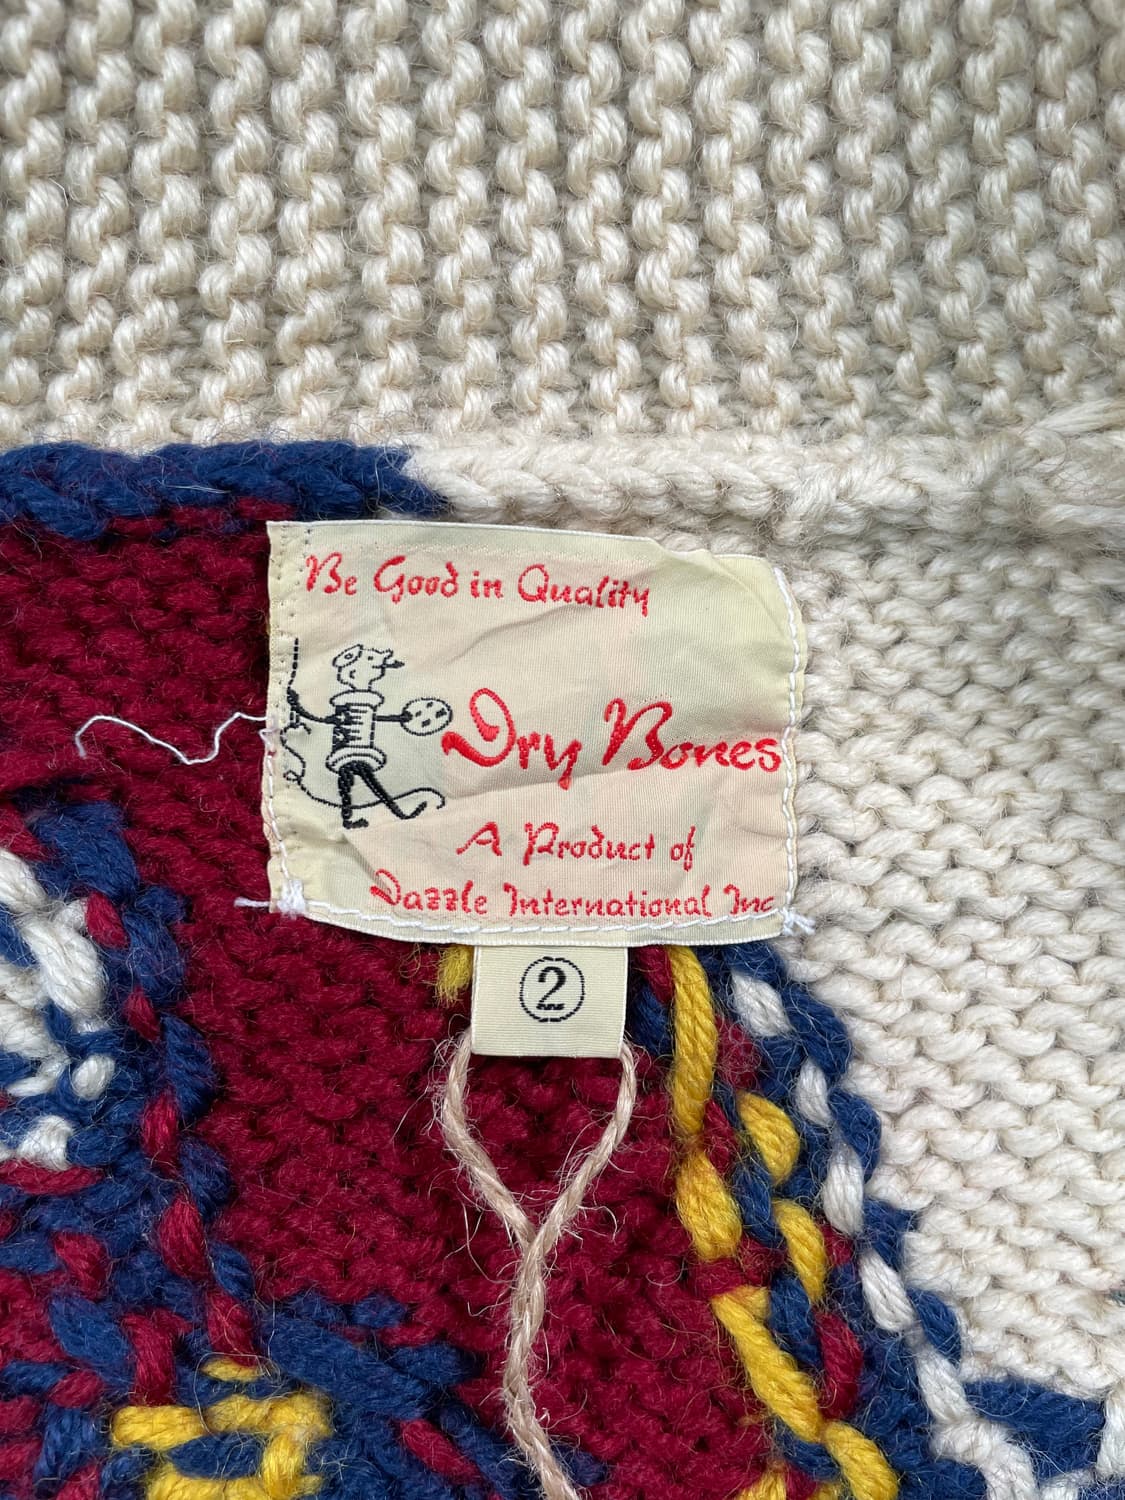 Be Good in Quality
Dry Bones
A Product of
Dazzle International Inc
2